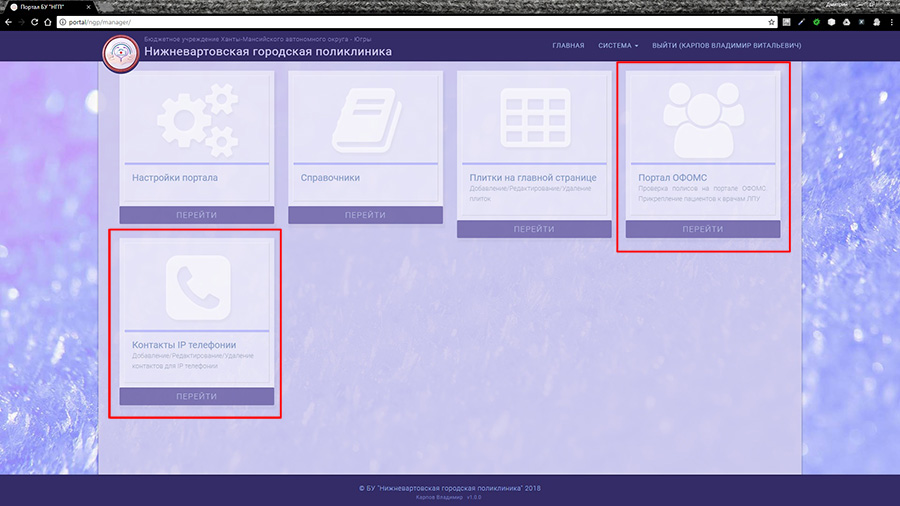 Портал БУ "НГП"
Дмитрий
portal/ngp/manager/
Бюджетное учреждение Ханты-Мансийского автономного округа - Югры
Нижневартовская городская поликлиника
ГЛАВНАЯ СИСТЕМА ВЫЙТИ (КАРПОВ ВЛАДИМИР ВИТАЛЬЕВИЧ)
Настройки портала
ПЕРЕЙТИ
Справочники
ПЕРЕЙТИ
Плитки на главной странице
Добавление/Редактирование/Удаление
плиток
ПЕРЕЙТИ
Портал ОФОМС
Проверка полисов на портале ОФОМС.
Прикрепление пациентов к врачам ЛПУ
ПЕРЕЙТИ
Контакты IP телефонии
Добавление/Редактирование/Удаление
контактов для IP телефонии
ПЕРЕЙТИ
© БУ "Нижневартовская городская поликлиника" 2018
Карпов Владимир v1.0.0